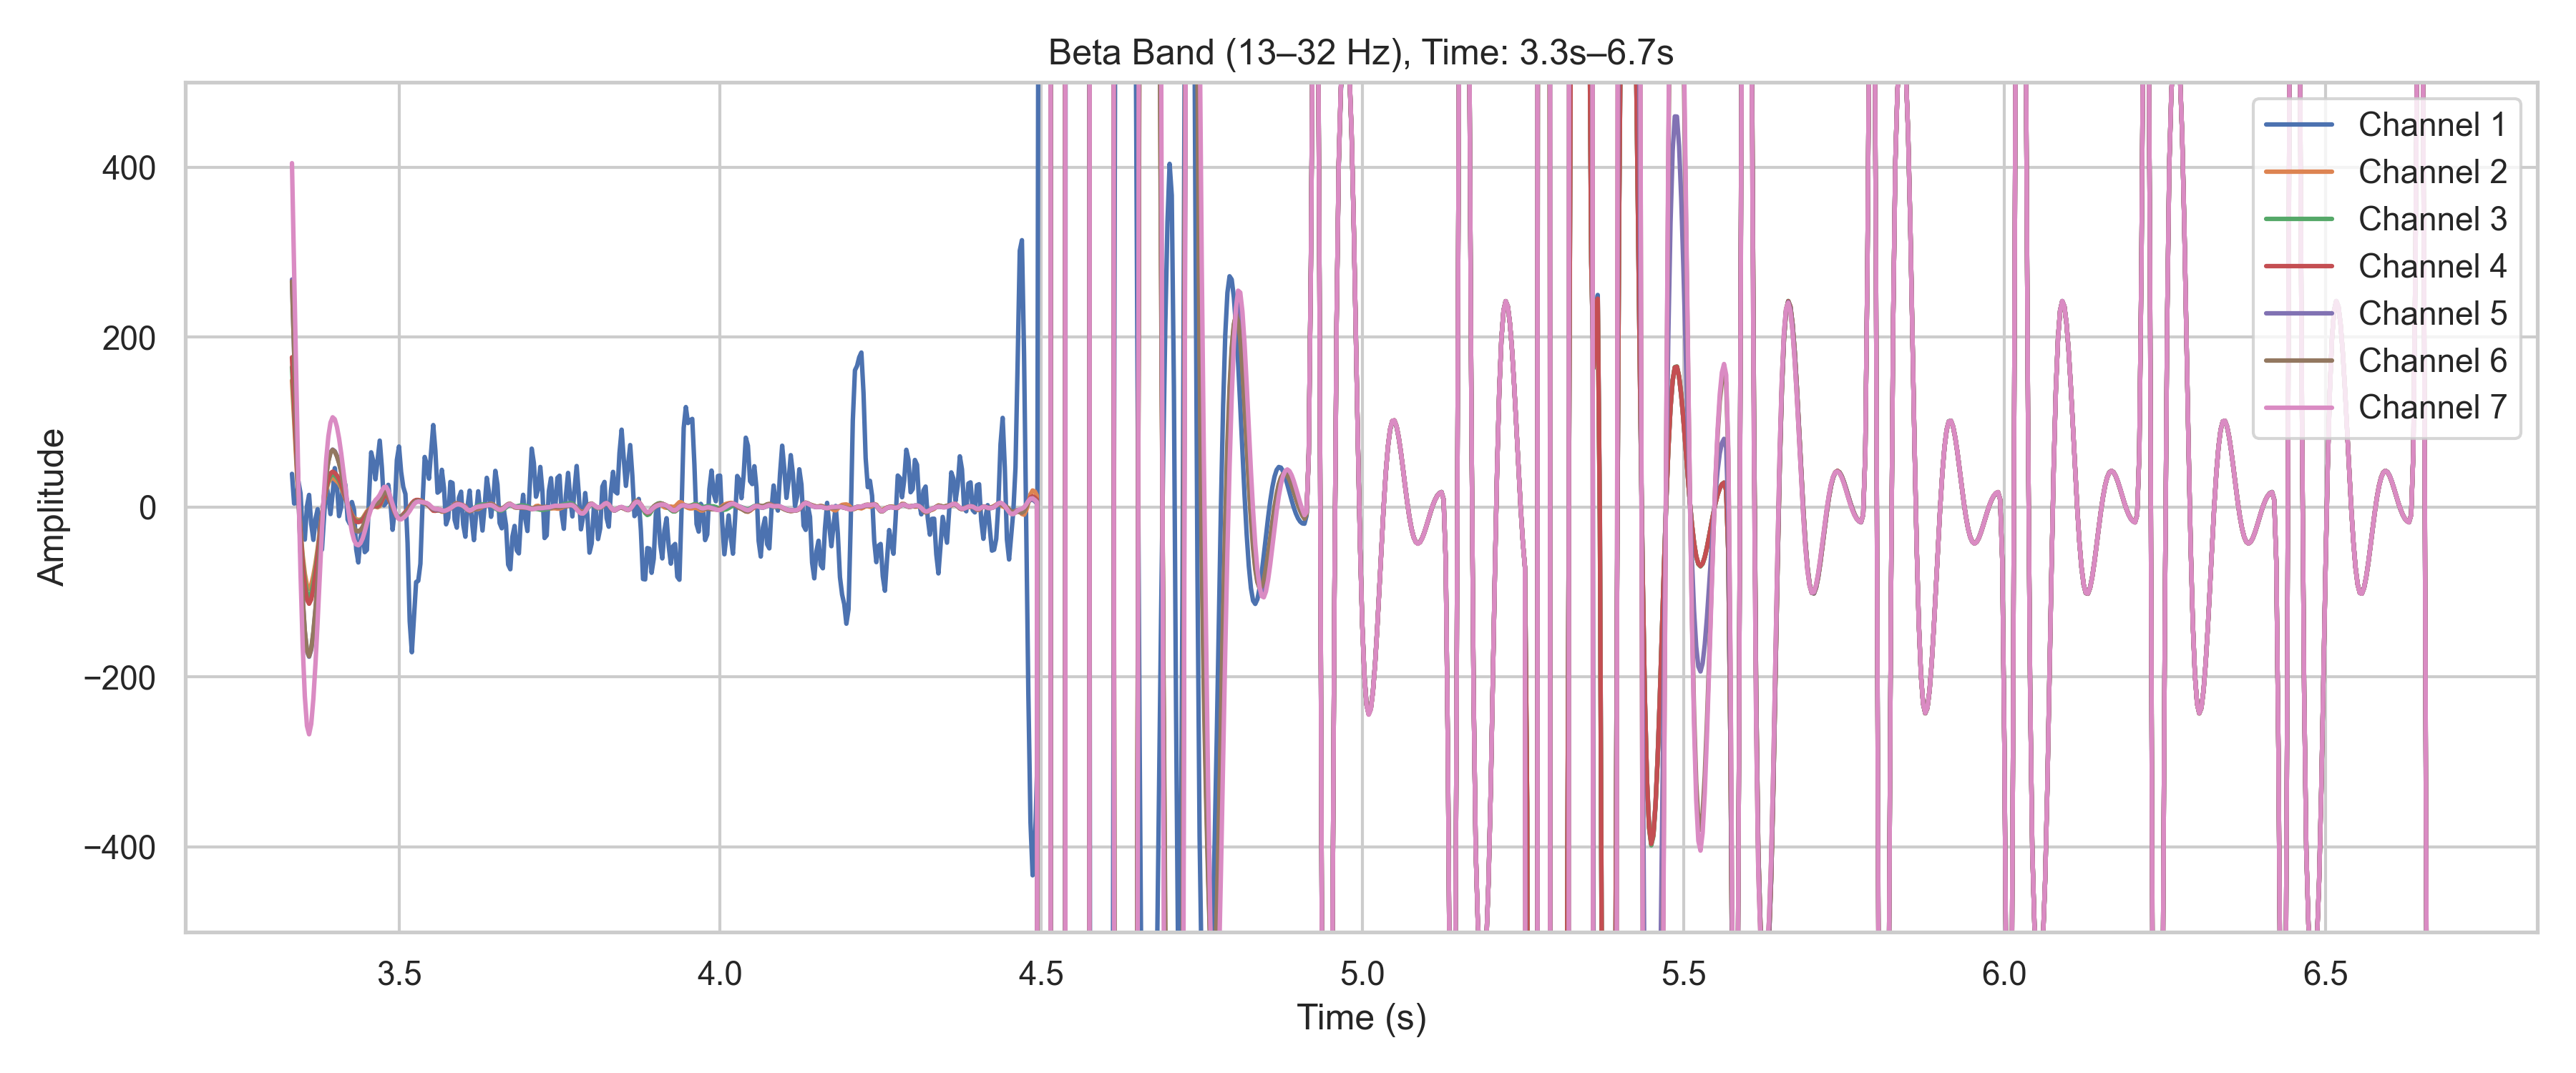 Beta Band (13–32 Hz), Time: 3.3s–6.7s
Amplitude
400
200
0
−200
−400
3.5
4.0
4.5
5.0
5.5
6.0
6.5
Time (s)
Channel 1
Channel 2
Channel 3
Channel 4
Channel 5
Channel 6
Channel 7